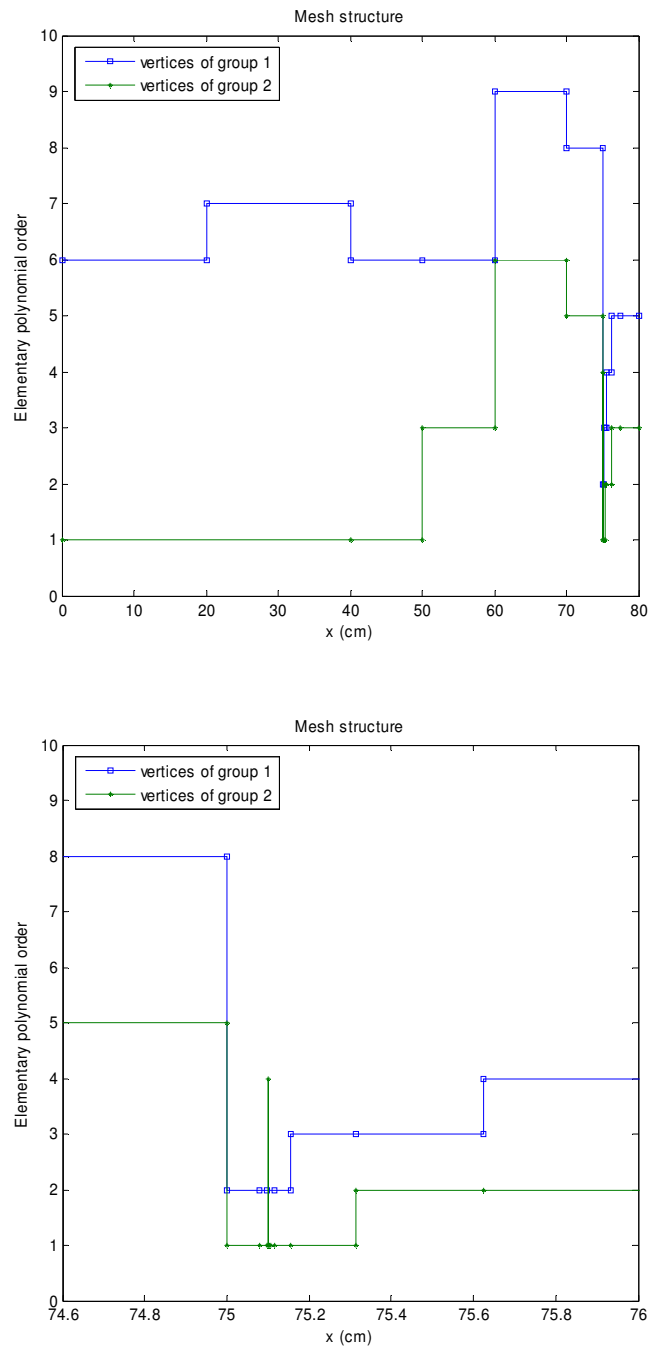 Mesh structure
10
9
8
7
6
5
4
3
2
1
0
Elementary polynomial order
vertices of group 1
vertices of group 2
0 10 20 30 40 50 60 70 80
x (cm)
Mesh structure
10
9
8
7
6
5
4
3
2
1
0
Elementary polynomial order
vertices of group 1
vertices of group 2
74.6 74.8 75 75.2 75.4 75.6 75.8 76
x (cm)